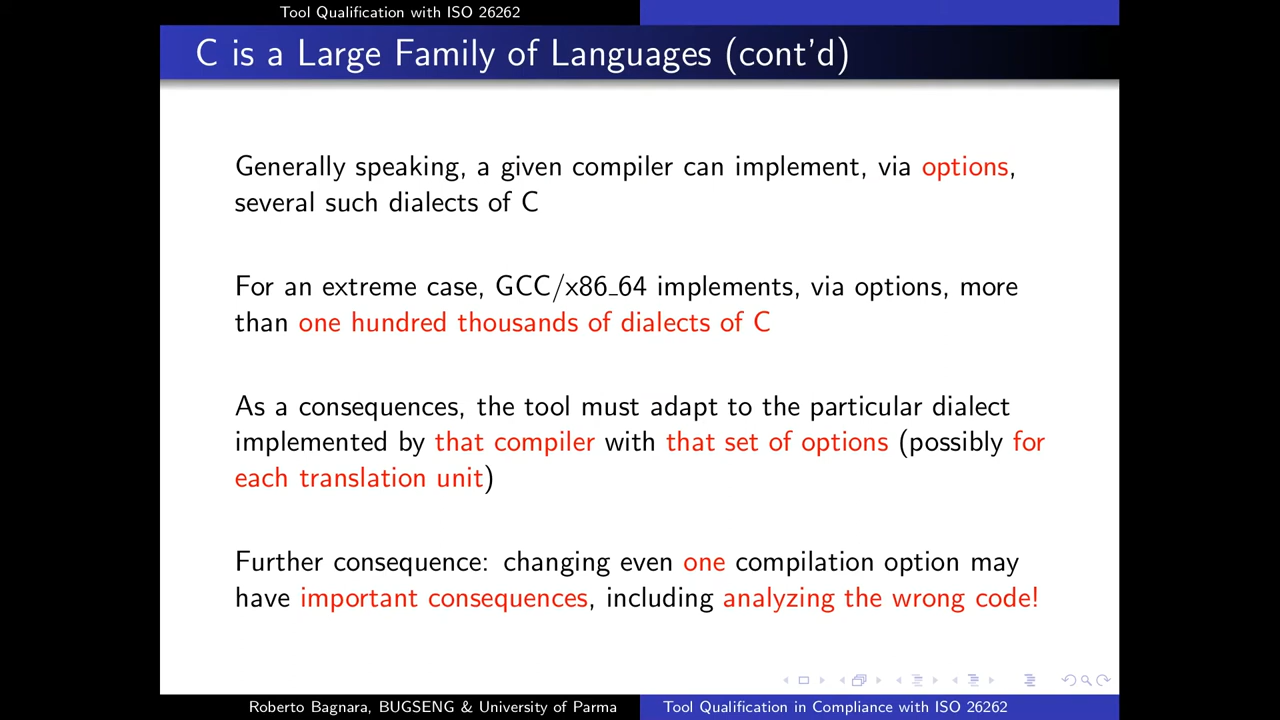 Tool Qualification with ISO 26262
C is a Large Family of Languages (cont'd)
Generally speaking, a given compiler can implement, via options,
several such dialects of C
For an extreme case, GCC/x86_64 implements, via options, more
than one hundred thousands of dialects of C
As a consequences, the tool must adapt to the particular dialect
implemented by that compiler with that set of options (possibly for
each translation unit)
Further consequence: changing even one compilation option may
have important consequences, including analyzing the wrong code!
Roberto Bagnara, BUGSENG & University of Parma
Tool Qualification in Compliance with ISO 26262